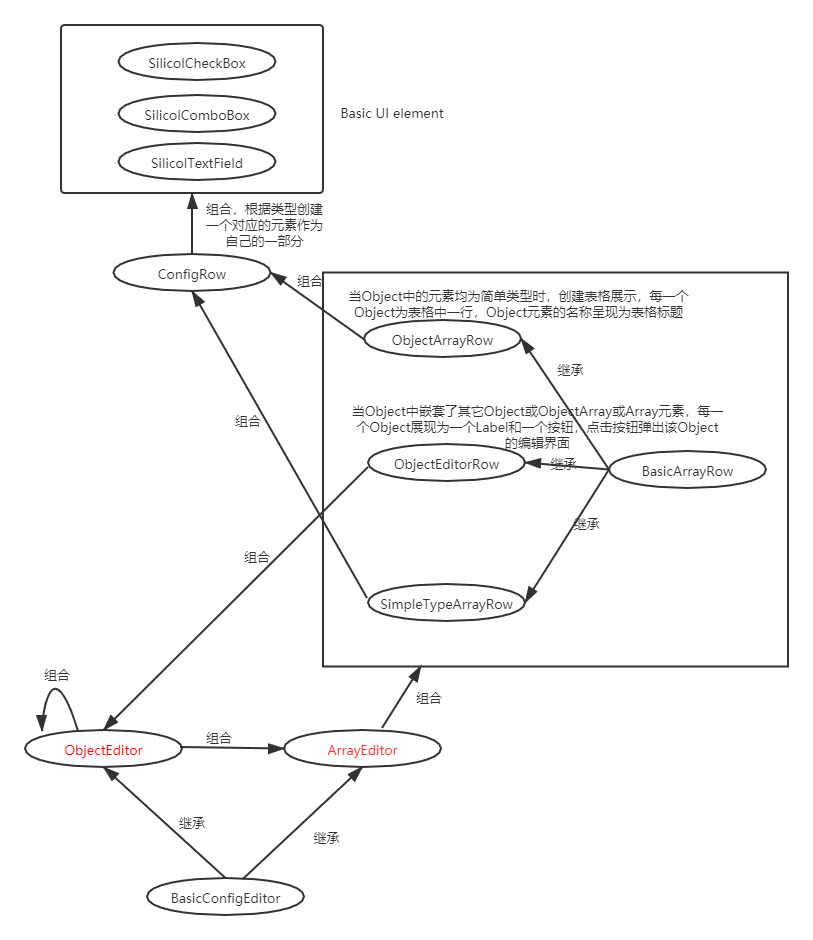 SilicolCheckBox
SilicolComboBox
Basic UI element
SilicolTextField
组合，根据类型创建
一个对应的元素作为
自己的一部分
ConfigRow
组合
当Object中的元素均为简单类型时，创建表格展示，每一个
Object为表格中一行，Object元素的名称呈现为表格标题
ObjectArrayRow
继承
组合
当Object中嵌套了其它Object或ObjectArray或Array元素，每一
个Object展现为一个Label和一个按钮，点击按钮弹出该Object
的编辑界面
ObjectEditorRow
继承
BasicArrayRow
继承
组合
SimpleTypeArrayRow
组合
组合
组合
ObjectEditor
ArrayEditor
继承
继承
BasicConfigEditor